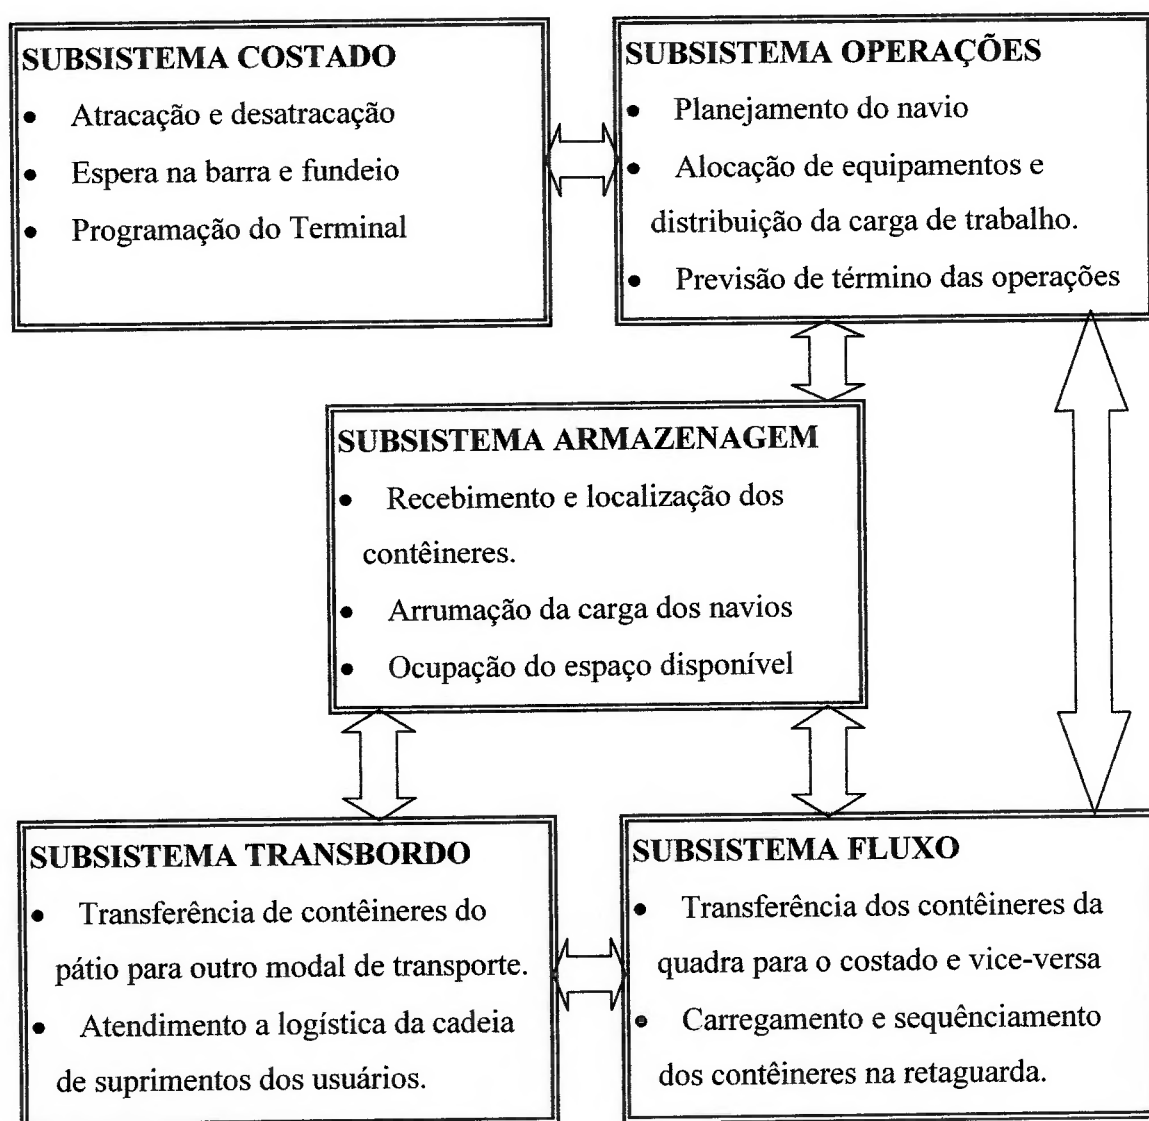 SUBSISTEMA COSTADO
• Atracação e desatracação
• Espera na barra e fundeio
• Programação do Terminal
SUBSISTEMA OPERAÇÕES
• Planejamento do navio
• Alocação de equipamentos e
distribuição da carga de trabalho.
• Previsão de término das operações
SUBSISTEMA ARMAZENAGEM
• Recebimento e localização dos
contêineres.
• Arrumação da carga dos navios
• Ocupação do espaço disponível
SUBSISTEMA TRANSBORDO
• Transferência de contêineres do
pátio para outro modal de transporte.
• Atendimento a logística da cadeia
de suprimentos dos usuários.
SUBSISTEMA FLUXO
• Transferência dos contêineres da
quadra para o costado e vice-versa
• Carregamento e sequênciamento
dos contêineres na retaguarda.